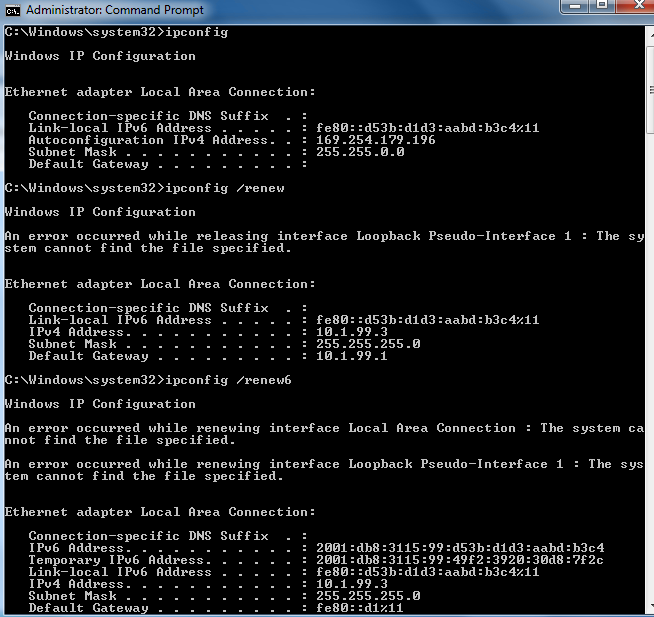 Administrator: Command Prompt
C:\Windows\system32>ipconfig
Windows IP Configuration
Ethernet adapter Local Area Connection:
Connection-specific DNS Suffix . :
Link-local IPv6 Address . . . . . : fe80::d53b:d1d3:aabd:b3c4%11
Autoconfiguration IPv4 Address. . : 169.254.179.196
Subnet Mask . . . . . . . . . . . : 255.255.0.0
Default Gateway . . . . . . . . . :
C:\Windows\system32>ipconfig /renew
Windows IP Configuration
An error occurred while releasing interface Loopback Pseudo-Interface 1 : The sy
stem cannot find the file specified.
Ethernet adapter Local Area Connection:
Connection-specific DNS Suffix . :
Link-local IPv6 Address . . . . . : fe80::d53b:d1d3:aabd:b3c4%11
IPv4 Address. . . . . . . . . . . : 10.1.99.3
Subnet Mask . . . . . . . . . . . : 255.255.255.0
Default Gateway . . . . . . . . . : 10.1.99.1
C:\Windows\system32>ipconfig /renew6
Windows IP Configuration
An error occurred while renewing interface Local Area Connection : The system ca
nnot find the file specified.
An error occurred while renewing interface Loopback Pseudo-Interface 1 : The sys
tem cannot find the file specified.
Ethernet adapter Local Area Connection:
Connection-specific DNS Suffix . :
IPv6 Address. . . . . . . . . . . : 2001:db8:3115:99:d53b:d1d3:aabd:b3c4
Temporary IPv6 Address. . . . . . : 2001:db8:3115:99:49f2:3920:30d8:7f2c
Link-local IPv6 Address . . . . . : fe80::d53b:d1d3:aabd:b3c4%11
IPv4 Address. . . . . . . . . . . : 10.1.99.3
Subnet Mask . . . . . . . . . . . : 255.255.255.0
Default Gateway . . . . . . . . . : fe80::d1%11